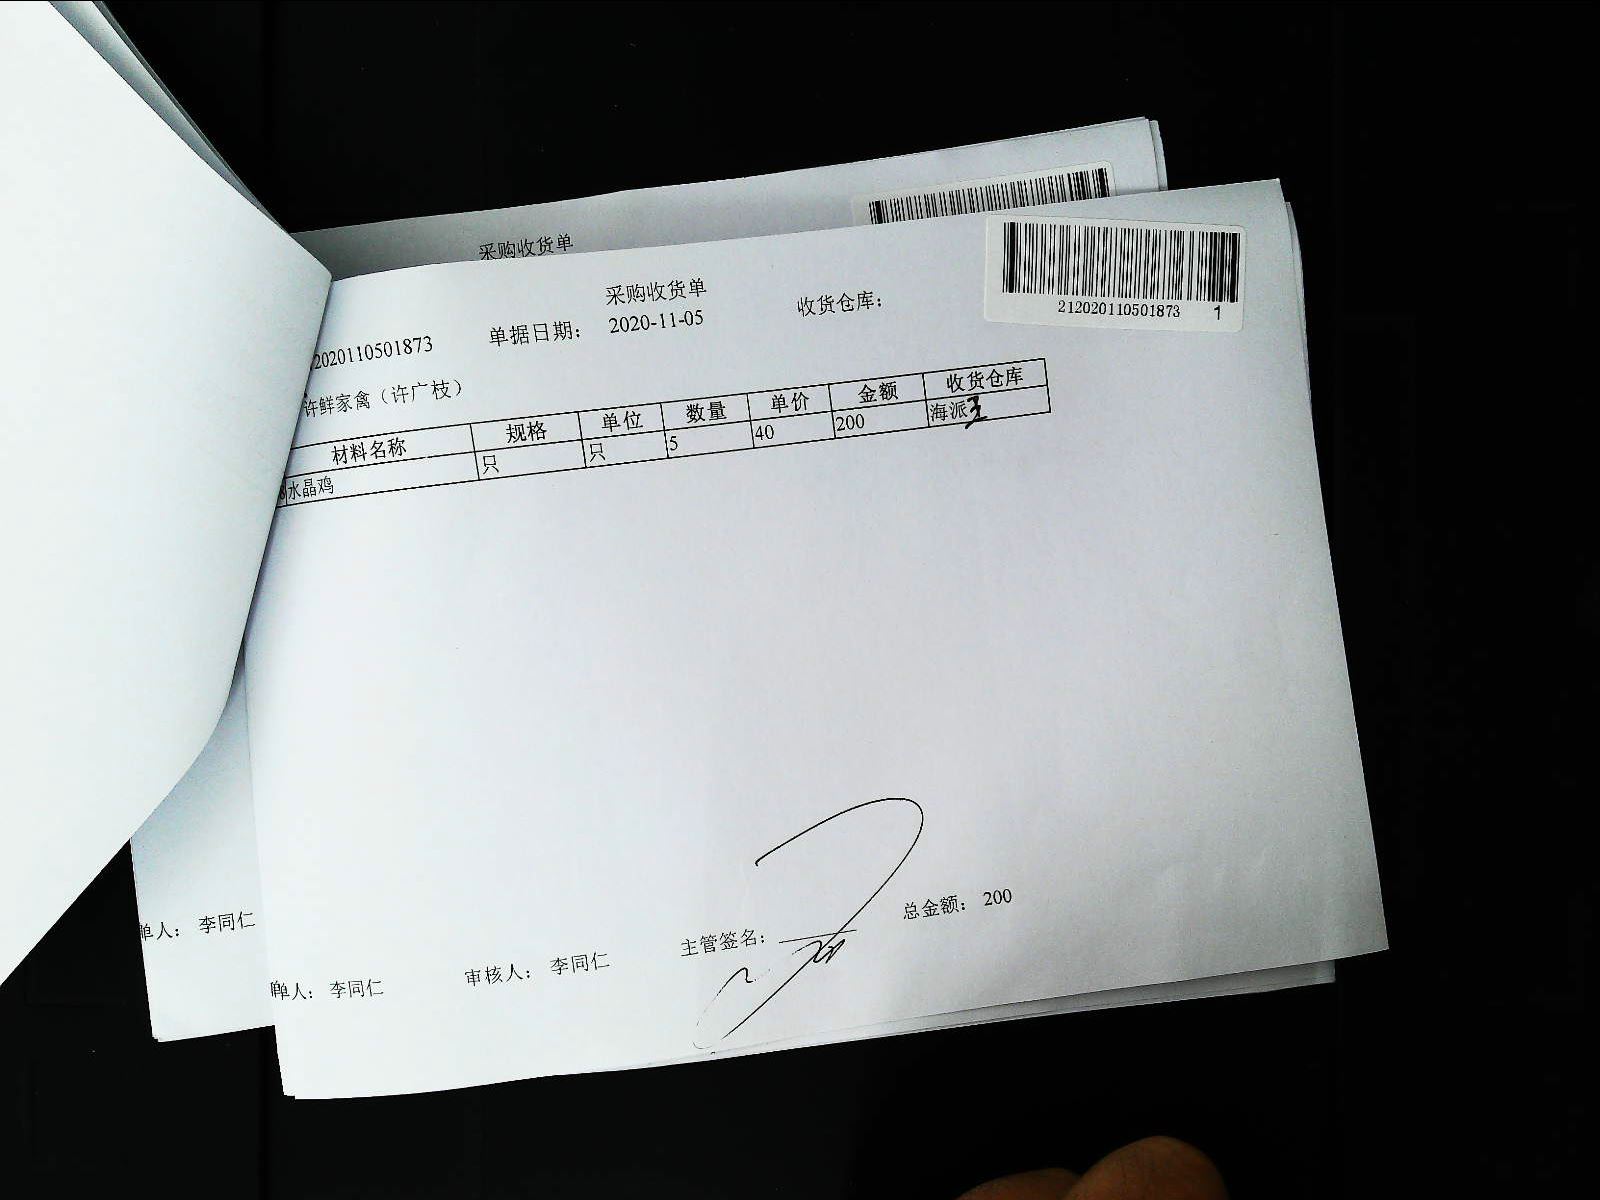 采购收货单
采购收货单
212020110501873 1
2020110501873 单据日期： 2020-11-05 收货仓库：
许鲜家禽（许广枝）
材料名称 规格 单位 数量 单价 金额 收货仓库
水晶鸡 只 只 5 40 200 海派
单人： 李同仁
单人： 李同仁 审核人： 李同仁 主管签名： 总金额： 200